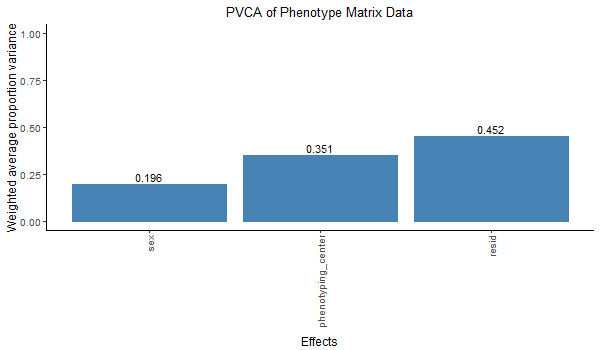 PVCA of Phenotype Matrix Data
Weighted average proportion variance
1.00
0.75
0.50
0.25
0.00
0.196
0.351
0.452
sex
phenotyping_center
resid
Effects